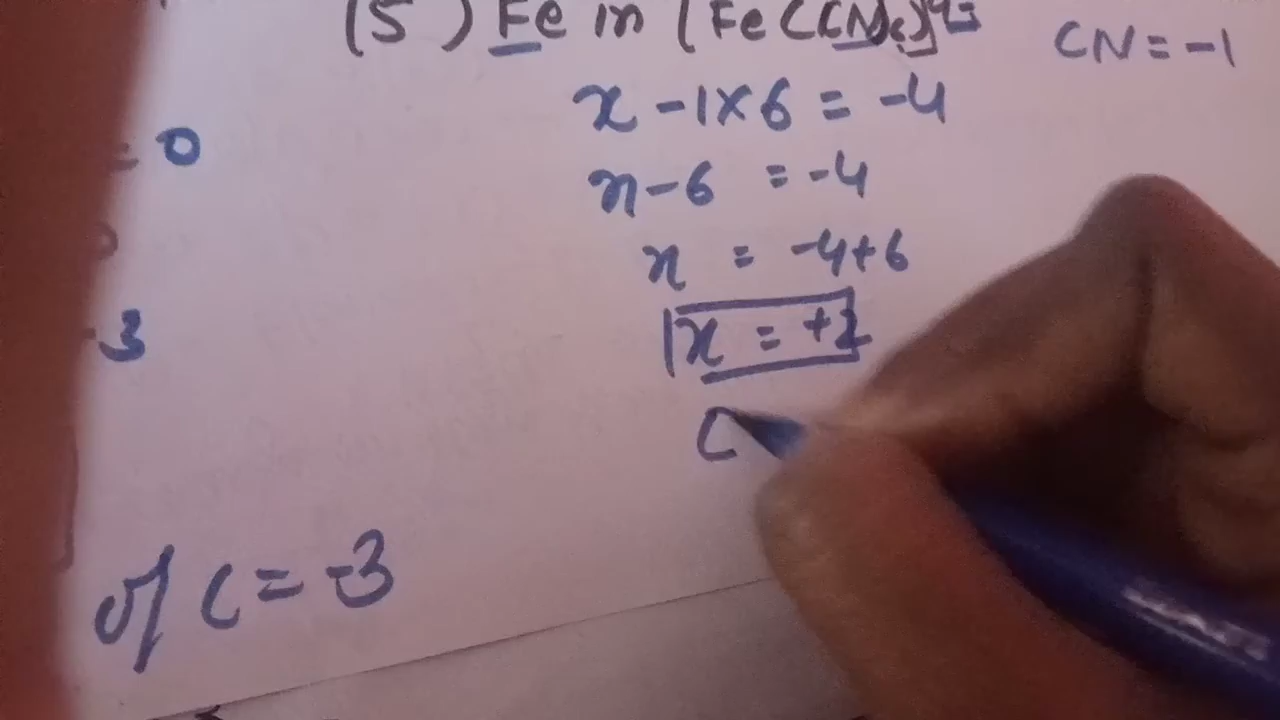 (5) Fe in [Fe(CN)6]4-
CN = -1
x - 1 × 6 = -4
= 0
x - 6 = -4
x = -4+6
x = +2
-3
C
of C = -3